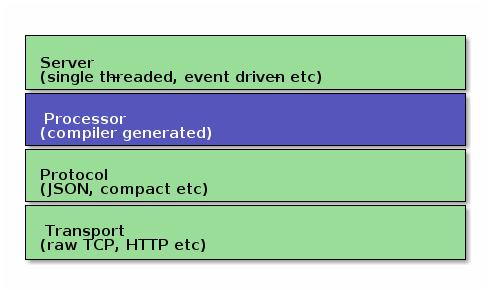 Server
(single threaded, event driven etc)
Processor
(compiler generated)
Protocol
(JSON, compact etc)
Transport
(raw TCP, HTTP etc)